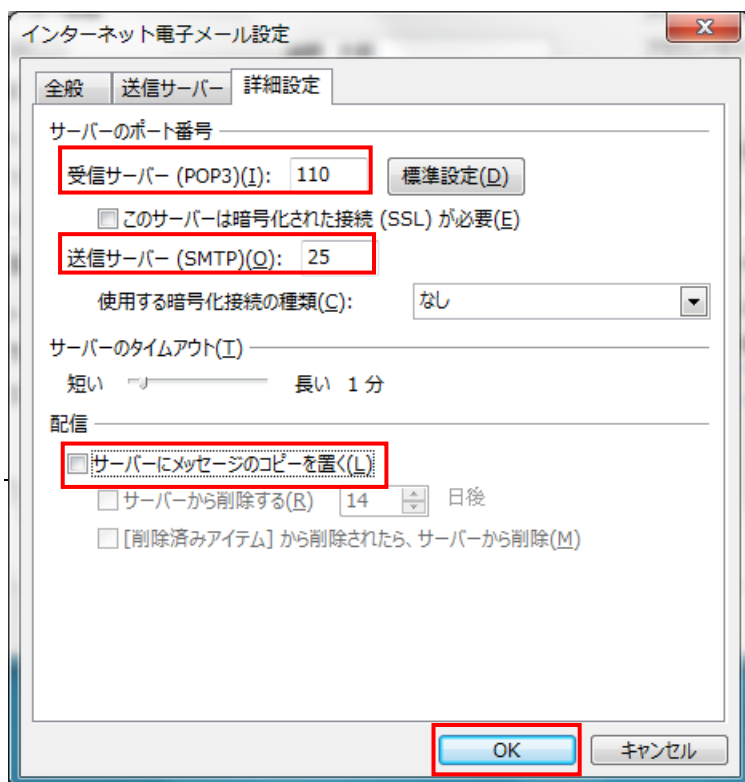 インターネット電子メール設定
全般 送信サーバー 詳細設定
サーバーのポート番号
受信サーバー (POP3)(I): 110 標準設定(D)
このサーバーは暗号化された接続 (SSL) が必要(E)
送信サーバー (SMTP)(O): 25
使用する暗号化接続の種類(C): なし
サーバーのタイムアウト(T)
短い 長い 1 分
配信
サーバーにメッセージのコピーを置く(L)
サーバーから削除する(R) 14 日後
[削除済みアイテム] から削除されたら、サーバーから削除(M)
OK キャンセル